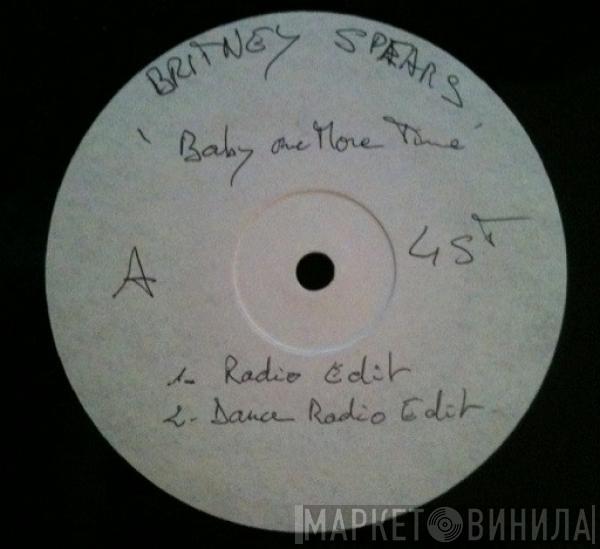 BRITNEY SPEARS
' Baby one More Time '
A
45T
1- Radio Edit
2- Dance Radio Edit
МАРКЕТ ВИНИЛА